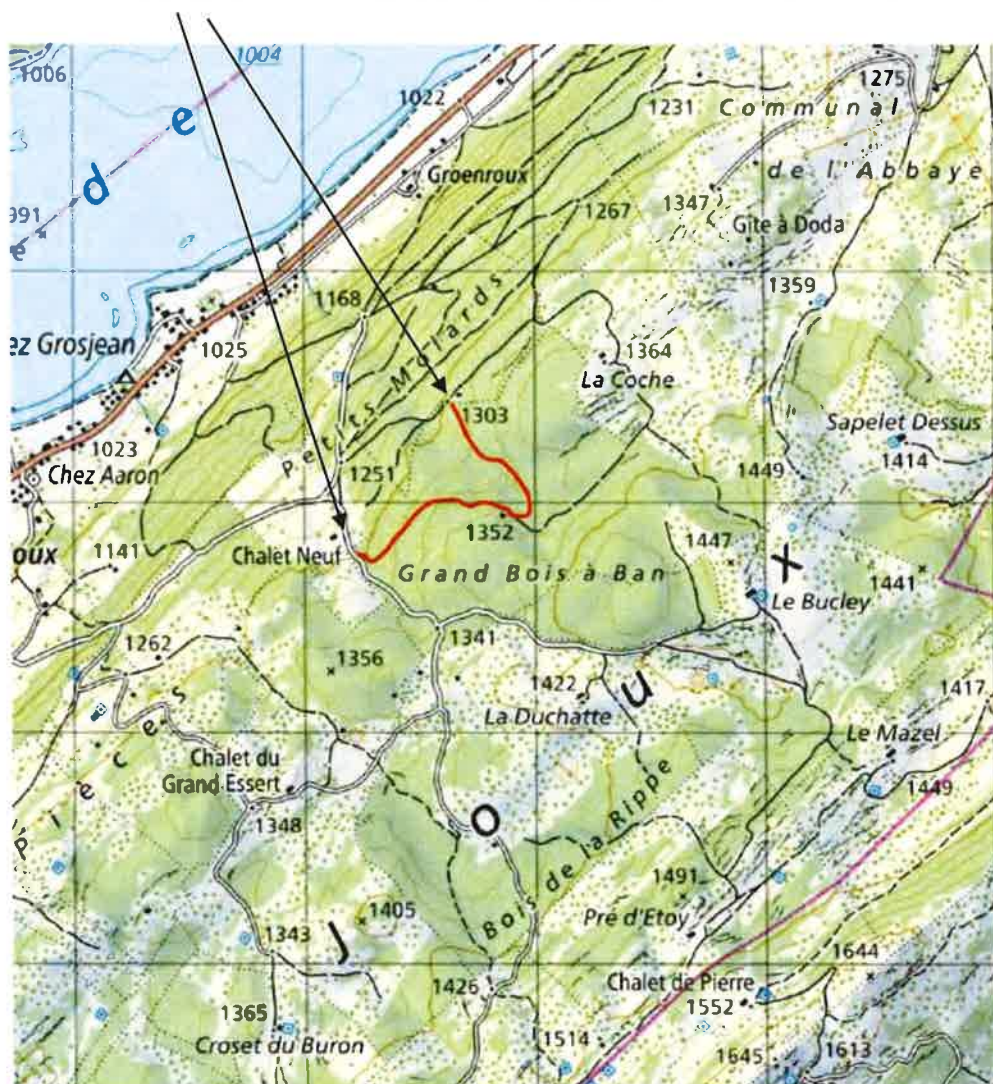 1006
1004
1275
1022
1231
Communal
e
d
Groenroux
de l'Abbaye
991
1267
1347
Gîte à Doda
e
1168
1359
ez Grosjean
1025
Petits Molards
1364
La Coche
1303
Sapelet Dessus
1023
1449
1414
Chez Aaron
1251
1352
oux
1141
Chalet Neuf
1447
Grand Bois à Ban
X
1441
Le Bucley
1262
1341
1356
1422
U
1417
La Duchatte
Le Mazel
Chalet du
Grand Essert
1449
Pièces
1348
O
Bois de la Rippe
1491
1405
Pré d'Etoy
J
1343
1644
1426
Chalet de Pierre
1552
1365
1514
Croset du Buron
1645
1613